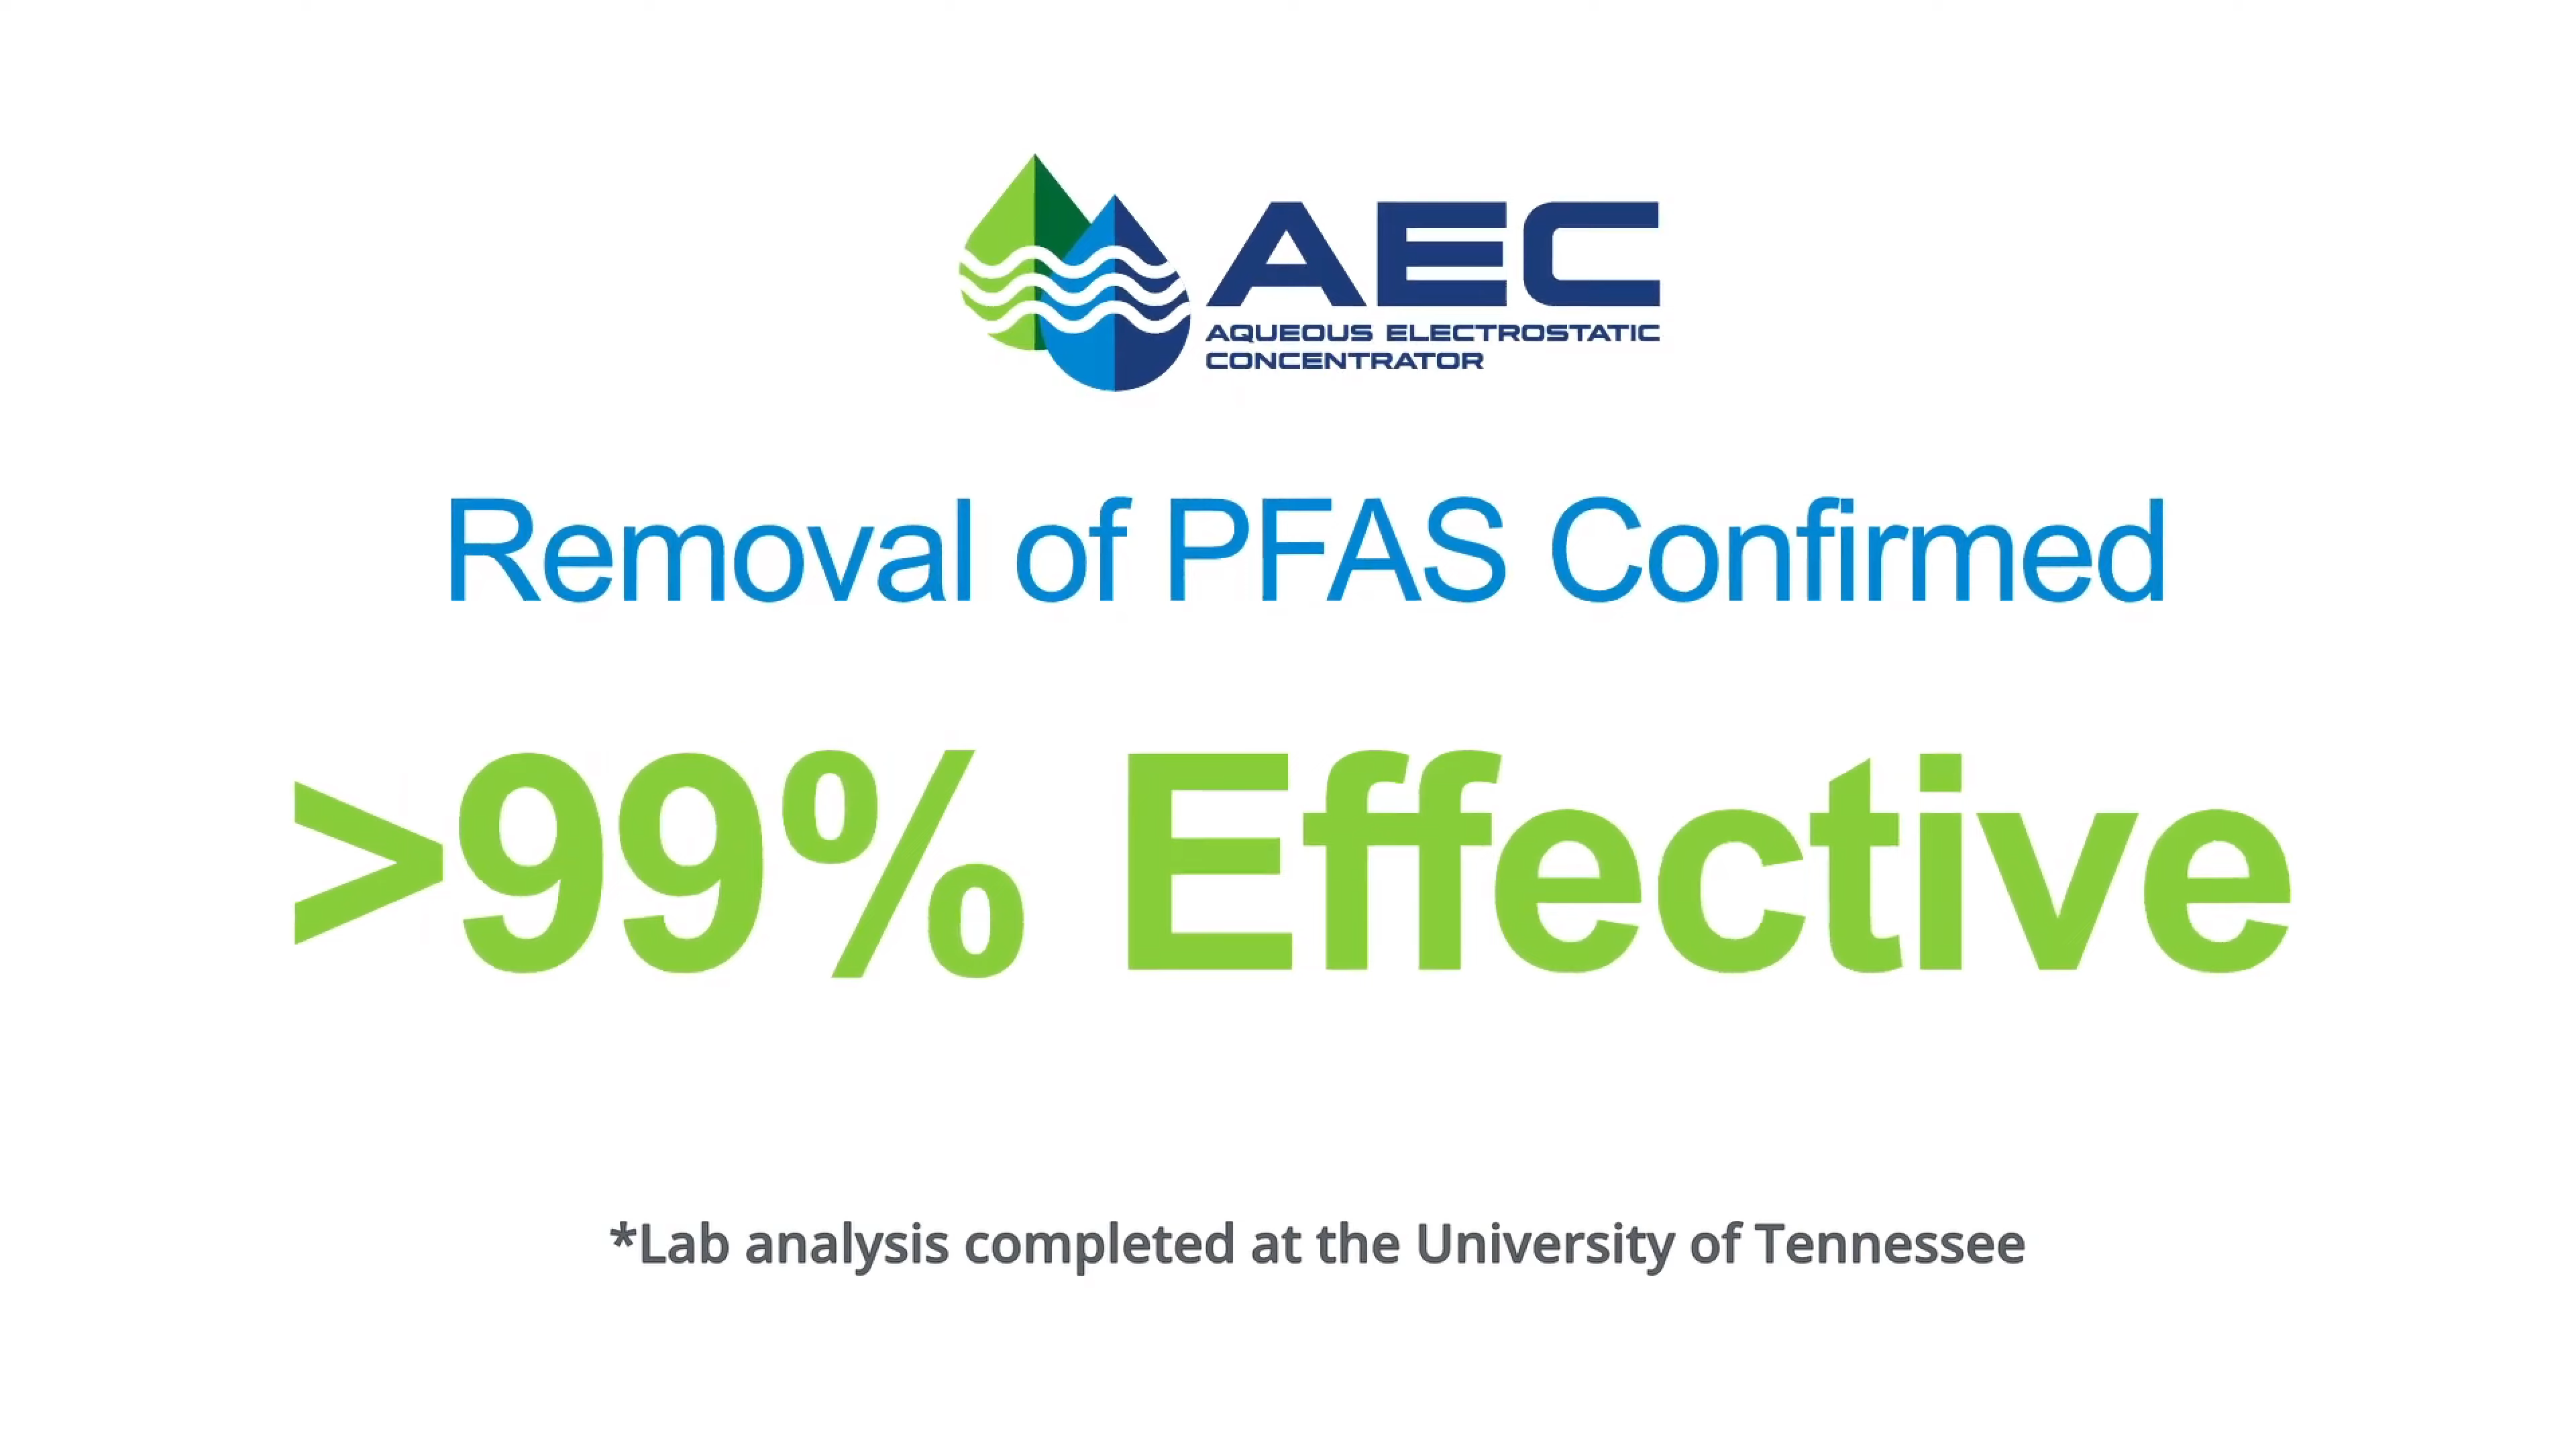 AEC
AQUEOUS ELECTROSTATIC
CONCENTRATOR
Removal of PFAS Confirmed
>99% Effective
*Lab analysis completed at the University of Tennessee